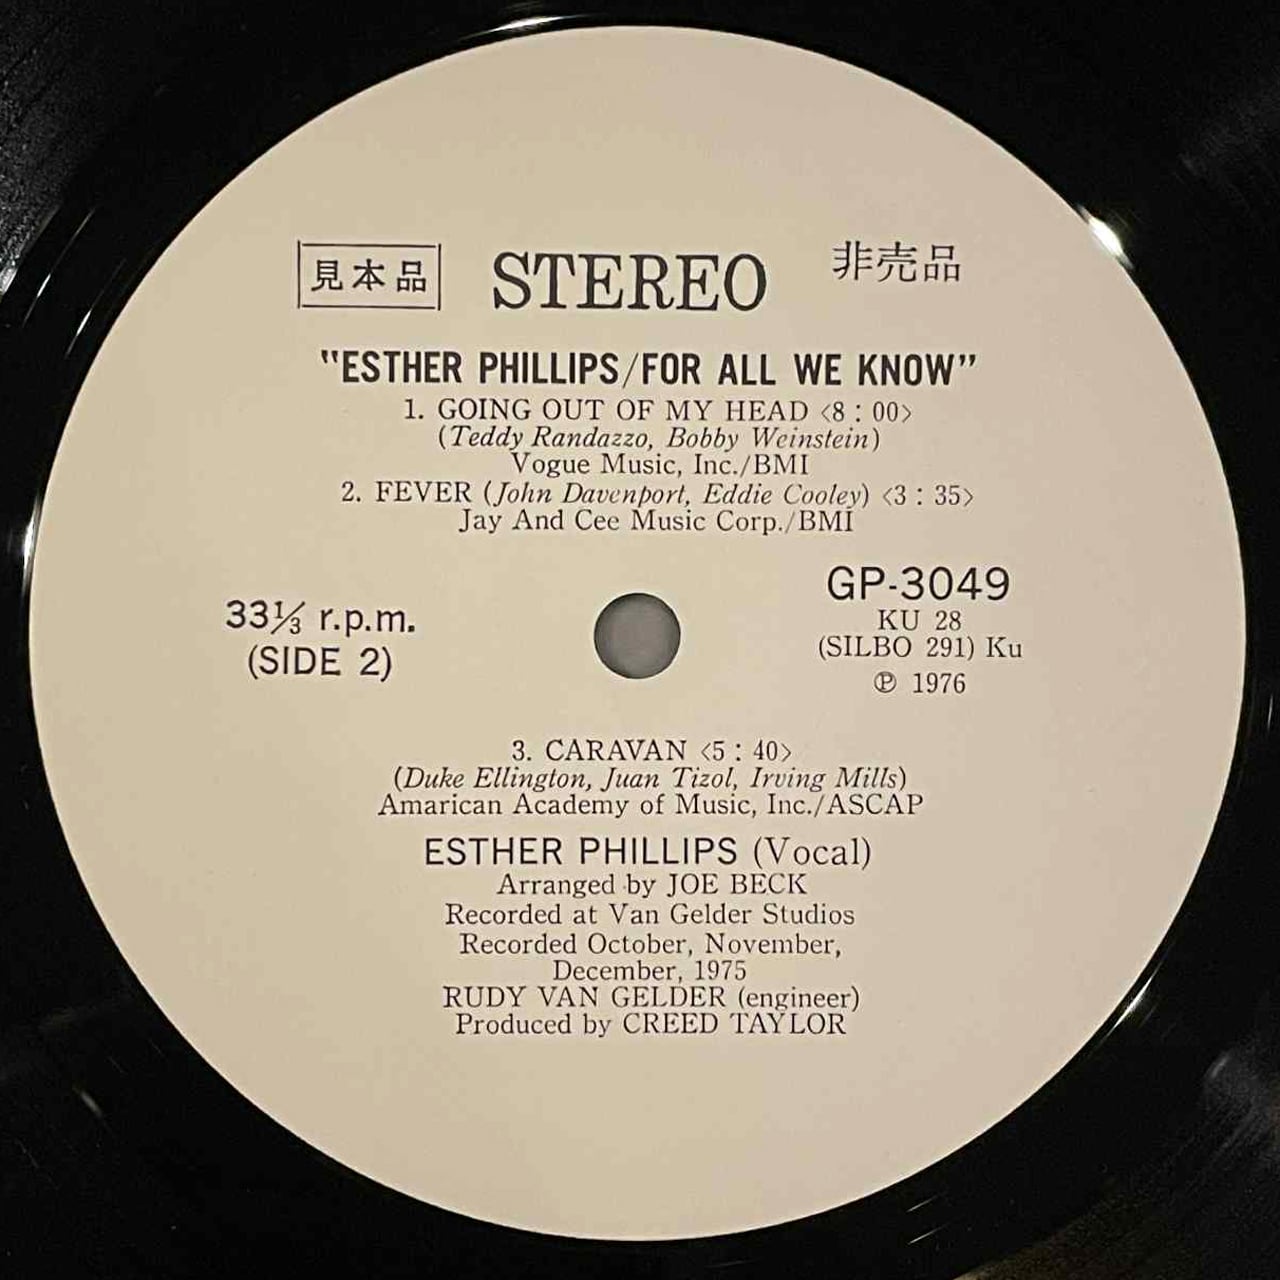 見本品 STEREO 非売品
"ESTHER PHILLIPS/FOR ALL WE KNOW"
1. GOING OUT OF MY HEAD <8 : 00>
(Teddy Randazzo, Bobby Weinstein)
Vogue Music, Inc./BMI
2. FEVER (John Davenport, Eddie Cooley) <3 : 35>
Jay And Cee Music Corp./BMI
33⅓ r.p.m.
(SIDE 2)
GP-3049
KU 28
(SILBO 291) Ku
℗ 1976
3. CARAVAN <5 : 40>
(Duke Ellington, Juan Tizol, Irving Mills)
Amarican Academy of Music, Inc./ASCAP
ESTHER PHILLIPS (Vocal)
Arranged by JOE BECK
Recorded at Van Gelder Studios
Recorded October, November,
December, 1975
RUDY VAN GELDER (engineer)
Produced by CREED TAYLOR